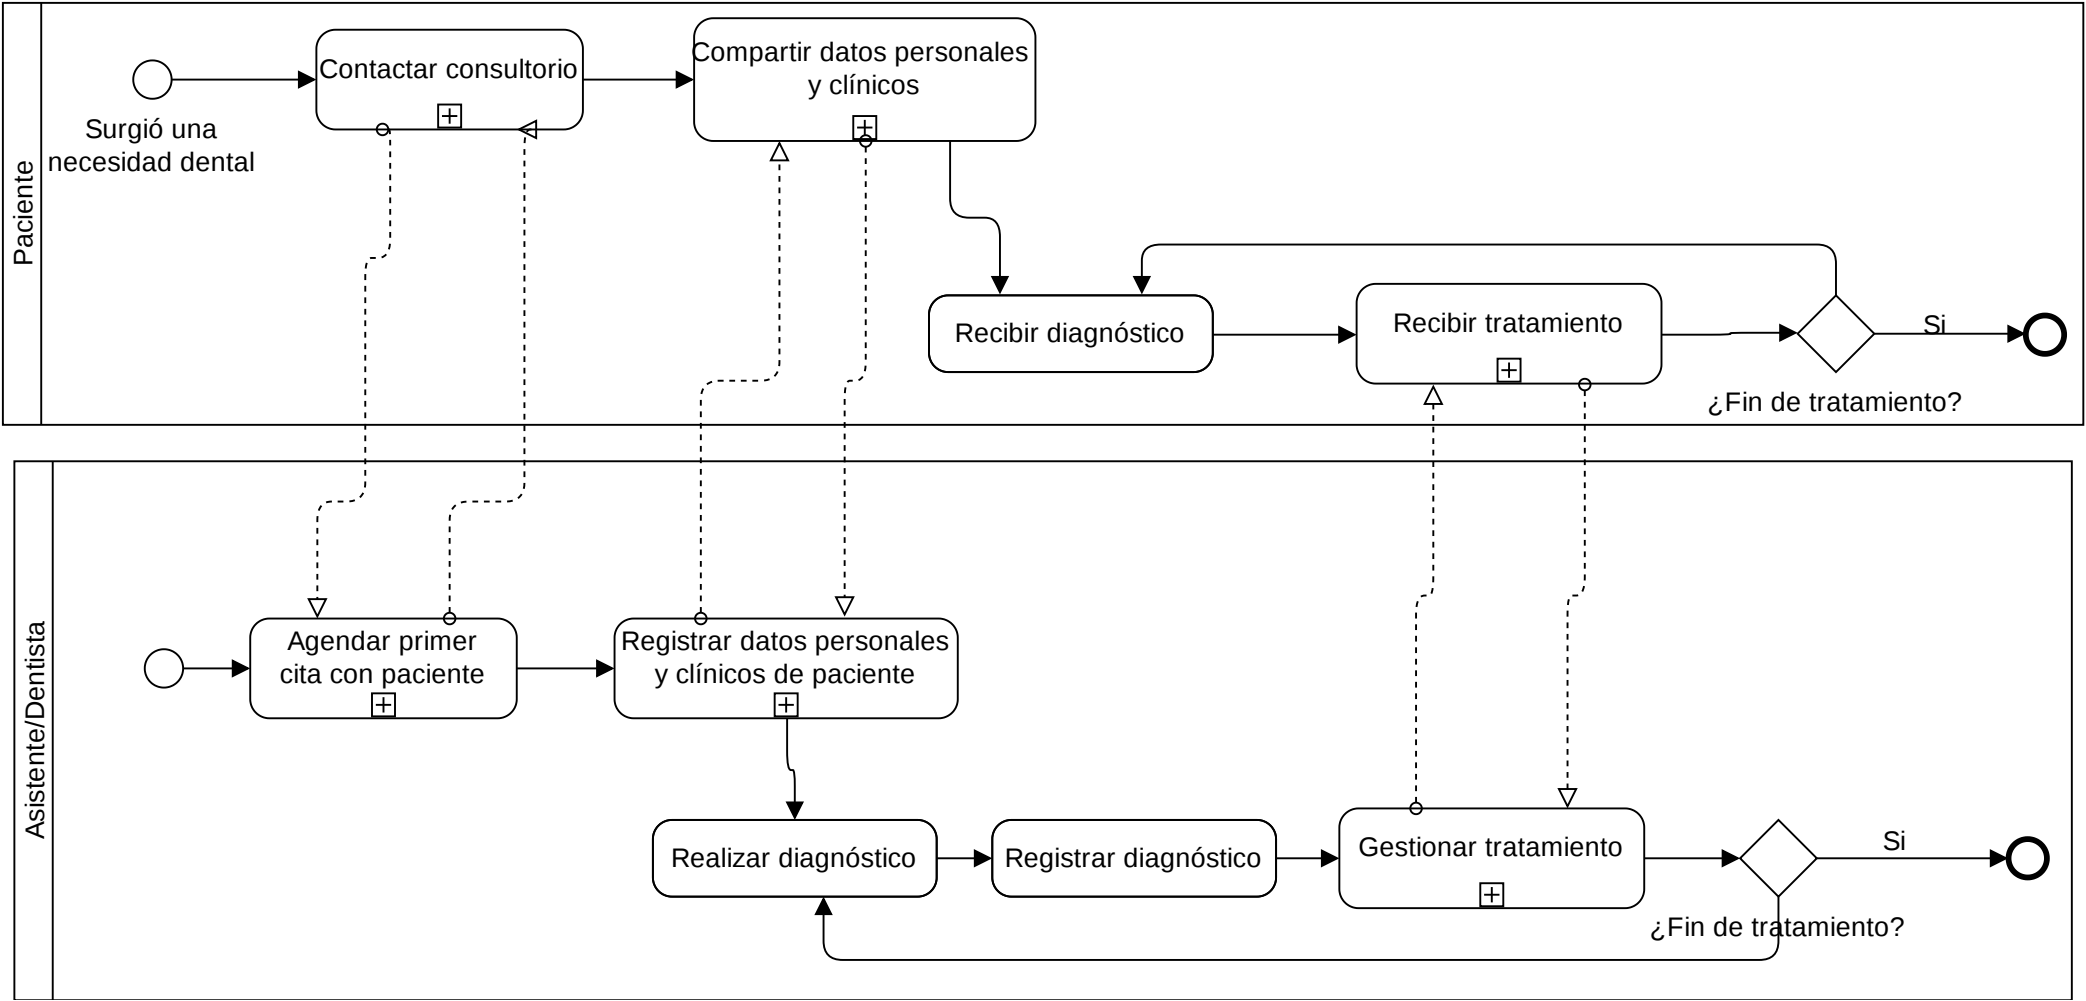 Paciente
Surgió una
necesidad dental
Contactar consultorio
Compartir datos personales
y clínicos
Recibir diagnóstico
Recibir tratamiento
Si
¿Fin de tratamiento?
Asistente/Dentista
Agendar primer
cita con paciente
Registrar datos personales
y clínicos de paciente
Realizar diagnóstico
Registrar diagnóstico
Gestionar tratamiento
Si
¿Fin de tratamiento?